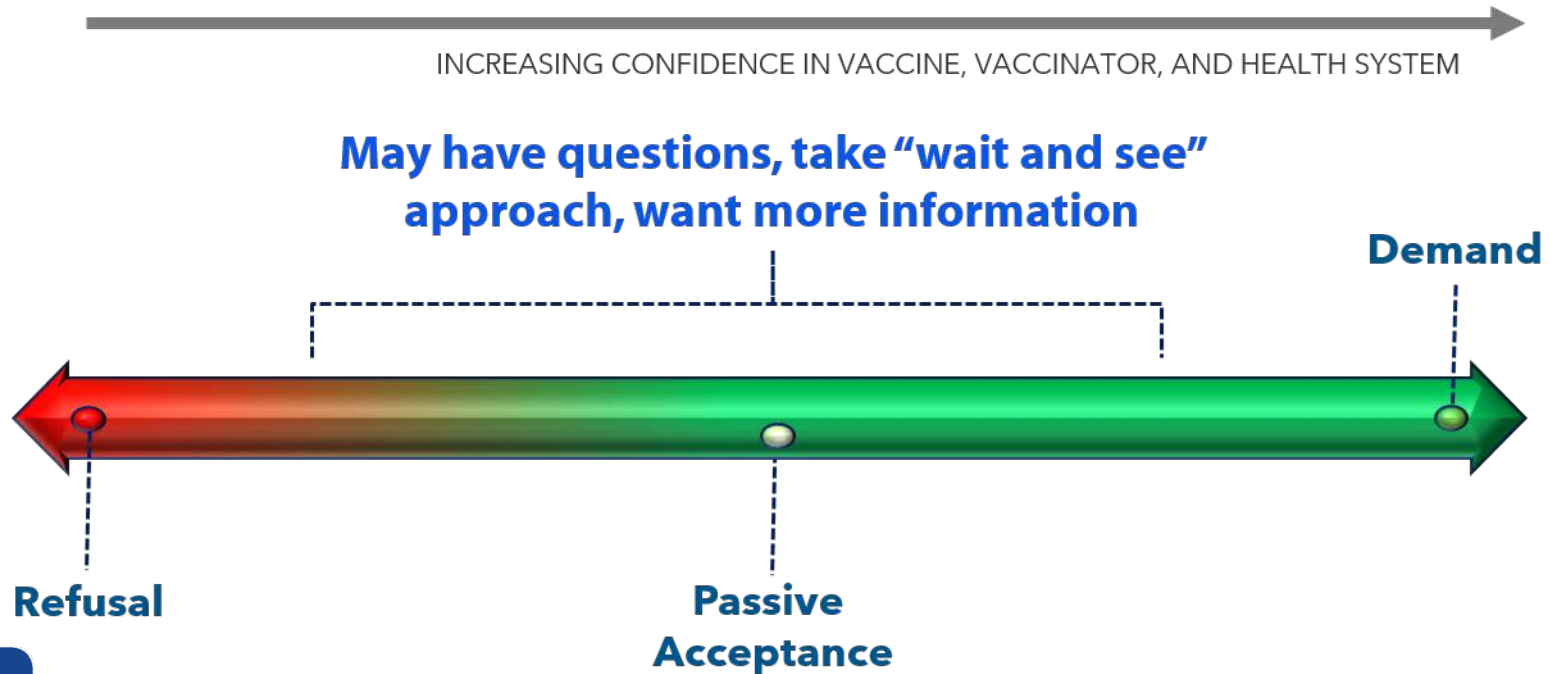 INCREASING CONFIDENCE IN VACCINE, VACCINATOR, AND HEALTH SYSTEM
May have questions, take “wait and see”
approach, want more information
Demand
Refusal
Passive
Acceptance